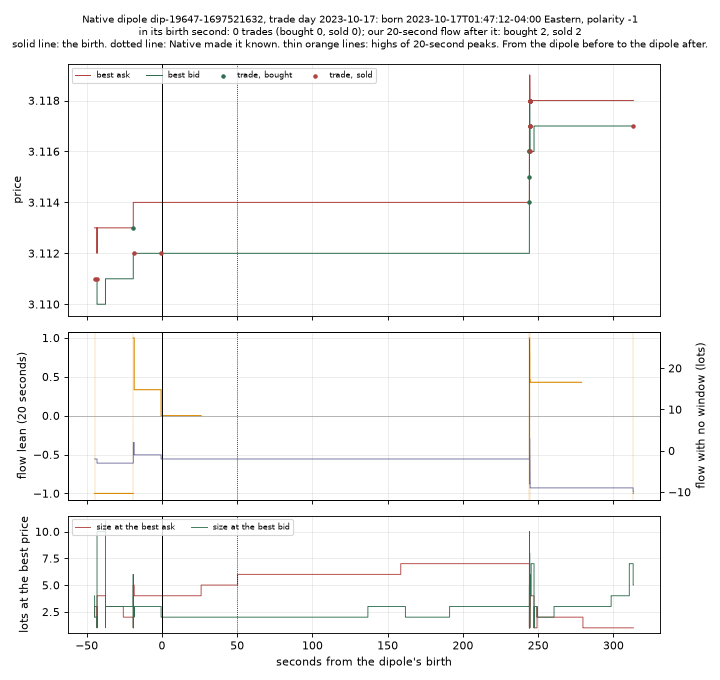 Native dipole dip-19647-1697521632, trade day 2023-10-17: born 2023-10-17T01:47:12-04:00 Eastern, polarity -1
in its birth second: 0 trades (bought 0, sold 0); our 20-second flow after it: bought 2, sold 2
solid line: the birth. dotted line: Native made it known. thin orange lines: highs of 20-second peaks. From the dipole before to the dipole after.
best ask
best bid
trade, bought
trade, sold
3.118
3.116
3.114
3.112
3.110
price
1.0
0.5
0.0
−0.5
−1.0
flow lean (20 seconds)
20
10
0
−10
flow with no window (lots)
size at the best ask
size at the best bid
10.0
7.5
5.0
2.5
lots at the best price
−50
0
50
100
150
200
250
300
seconds from the dipole's birth